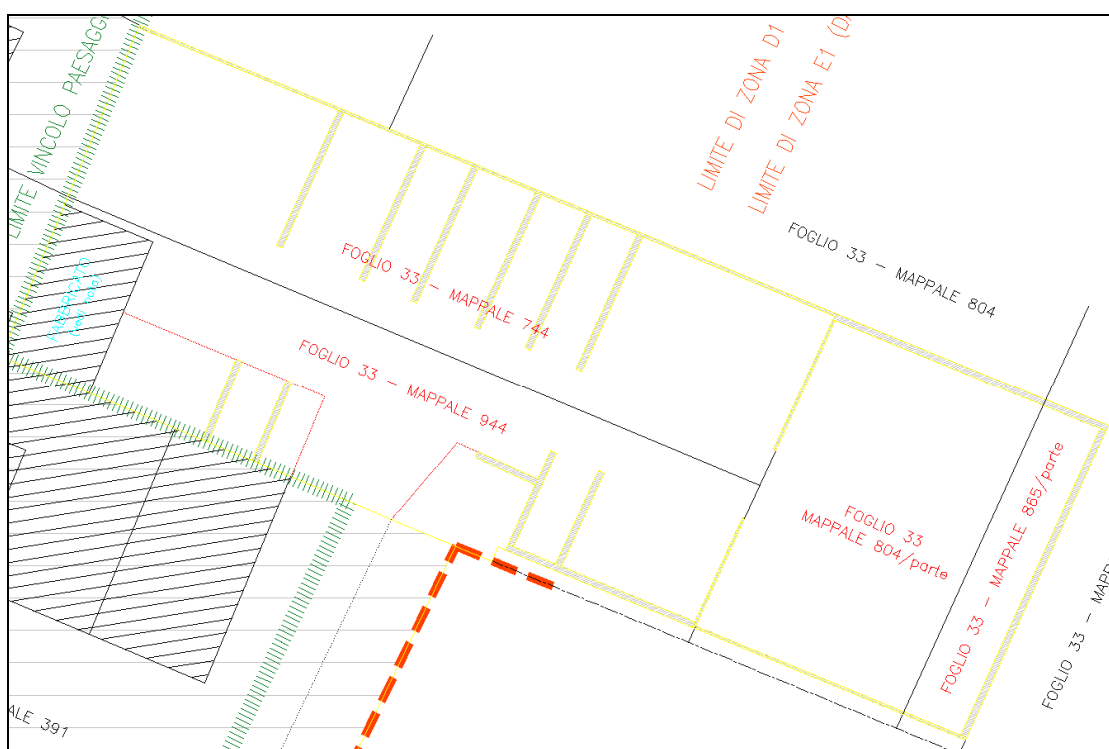 LIMITE VINCOLO PAESAGG
LIMITE DI ZONA D1
LIMITE DI ZONA E1 (DA
FOGLIO 33 - MAPPALE 804
FABBRICATO
FOGLIO 33 - MAPPALE 744
FOGLIO 33 - MAPPALE 944
FOGLIO 33
MAPPALE 804/parte
FOGLIO 33 - MAPPALE 865/parte
FOGLIO 33 - MAPP
ALE 391